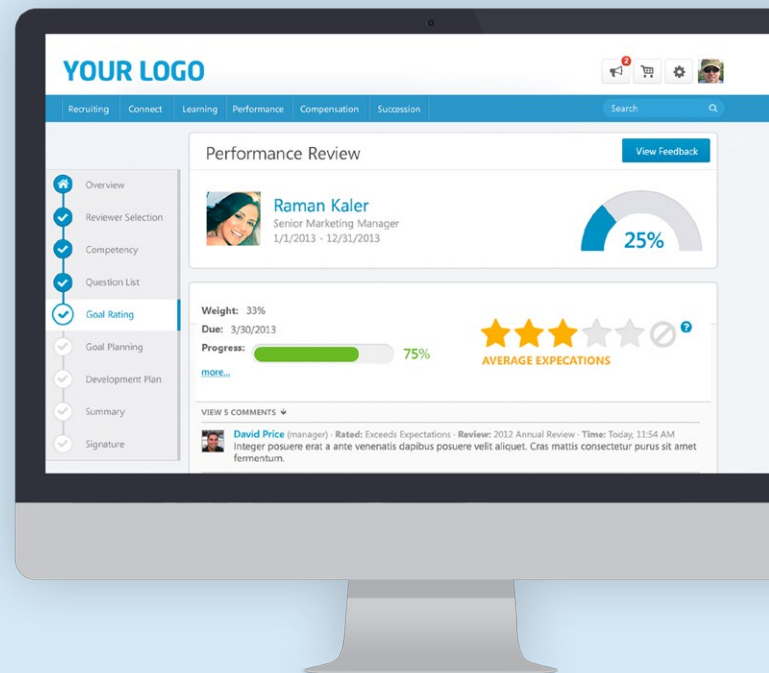 YOUR LOGO
2
Recruiting Connect Learning Performance Compensation Succession Search
Performance Review
View Feedback
Overview
Reviewer Selection
Competency
Question List
Goal Rating
Goal Planning
Development Plan
Summary
Signature
Raman Kaler
Senior Marketing Manager
1/1/2013 - 12/31/2013
25%
Weight: 33%
Due: 3/30/2013
Progress: 75%
more...
?
AVERAGE EXPECATIONS
VIEW 5 COMMENTS
David Price (manager) · Rated: Exceeds Expectations · Review: 2012 Annual Review · Time: Today, 11:54 AM
Integer posuere erat a ante venenatis dapibus posuere velit aliquet. Cras mattis consectetur purus sit amet
fermentum.